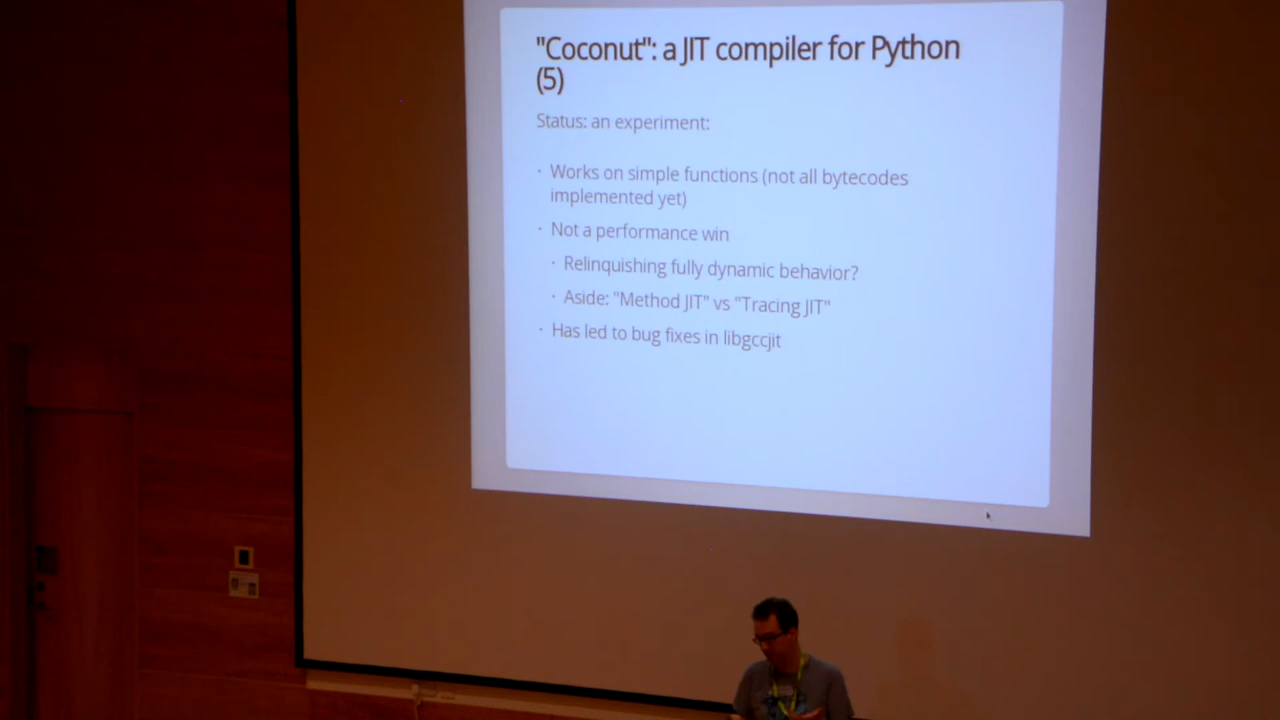 "Coconut": a JIT compiler for Python
(5)
Status: an experiment:
· Works on simple functions (not all bytecodes
implemented yet)
· Not a performance win
· Relinquishing fully dynamic behavior?
· Aside: "Method JIT" vs "Tracing JIT"
· Has led to bug fixes in libgccjit